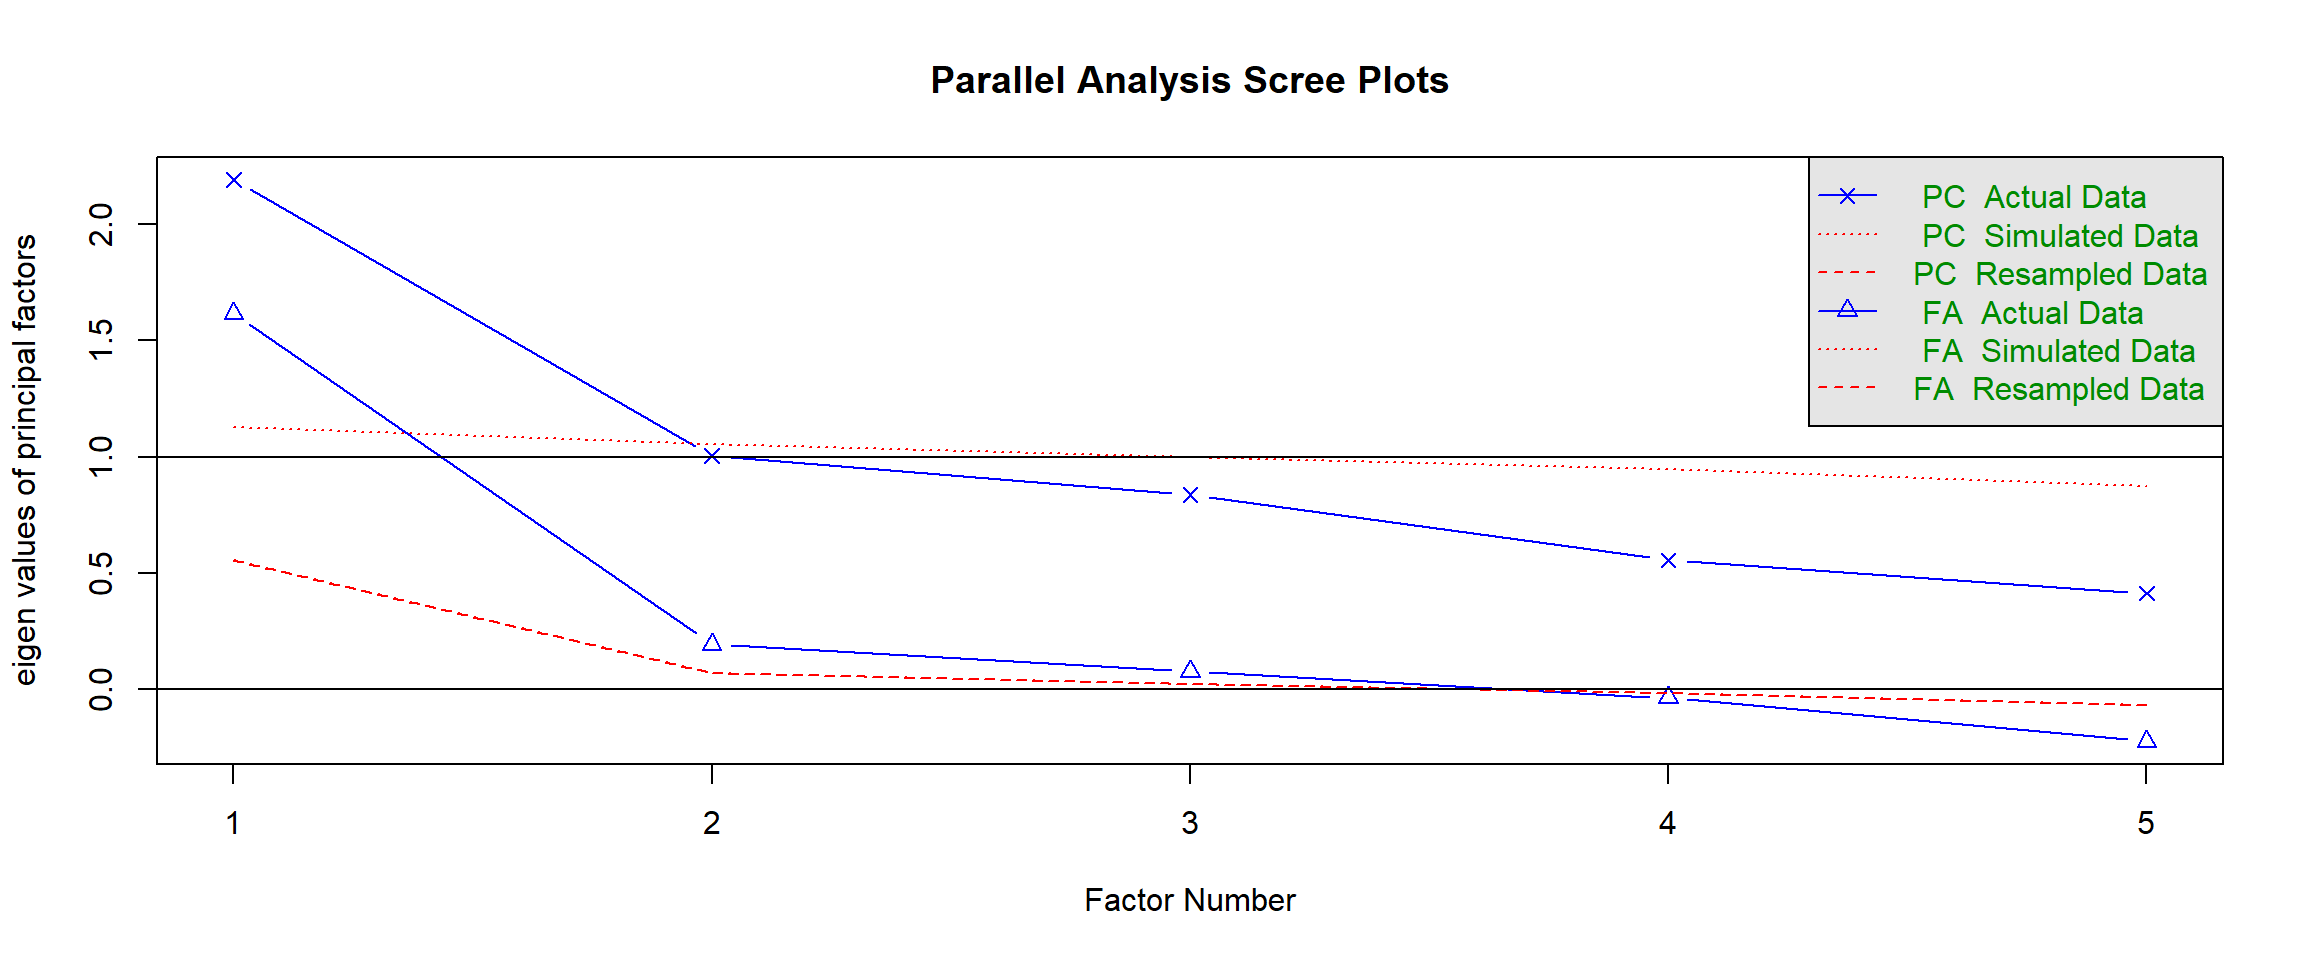 Parallel Analysis Scree Plots
eigen values of principal factors
2.0
1.5
1.0
0.5
0.0
PC Actual Data
PC Simulated Data
PC Resampled Data
FA Actual Data
FA Simulated Data
FA Resampled Data
1 2 3 4 5
Factor Number